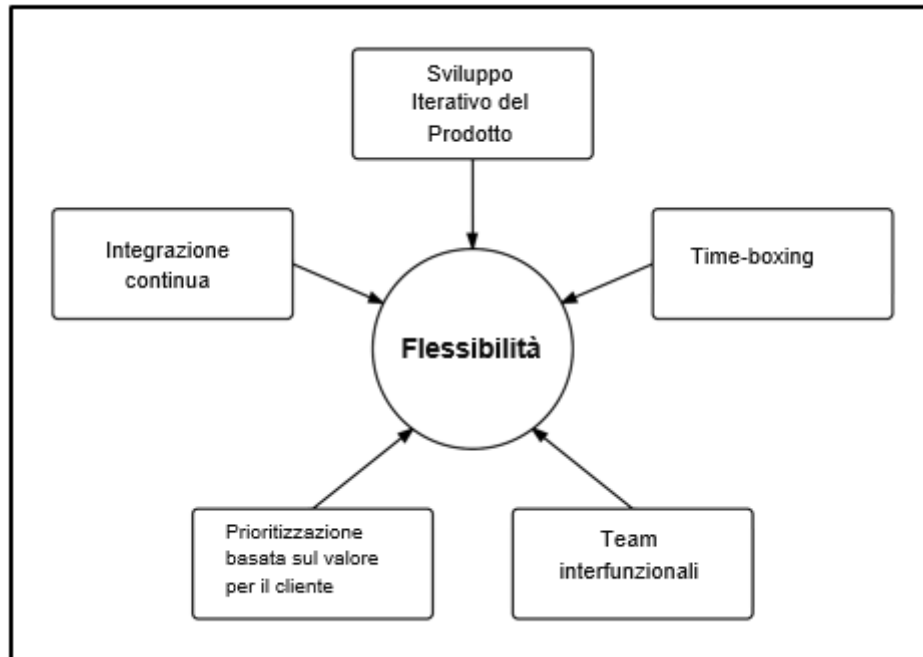 Sviluppo
Iterativo del
Prodotto
Integrazione
continua
Time-boxing
Flessibilità
Prioritizzazione
basata sul valore
per il cliente
Team
interfunzionali